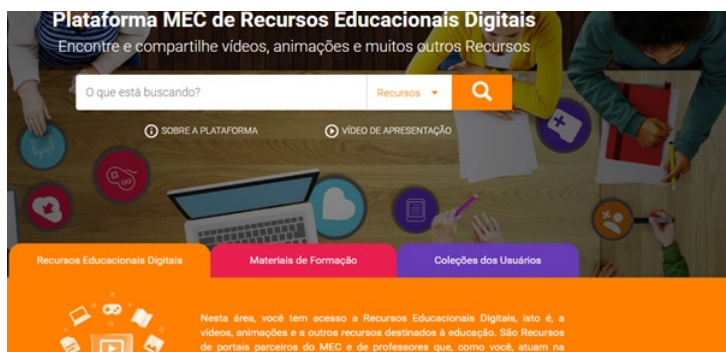 Plataforma MEC de Recursos Educacionais Digitais
Encontre e compartilhe vídeos, animações e muitos outros Recursos
O que está buscando?
Recursos
SOBRE A PLATAFORMA
VÍDEO DE APRESENTAÇÃO
Recursos Educacionais Digitais
Materiais de Formação
Coleções dos Usuários
Nesta área, você tem acesso a Recursos Educacionais Digitais, isto é, a
vídeos, animações e a outros recursos destinados à educação. São Recursos
de portais parceiros do MEC e de professores que, como você, atuam na